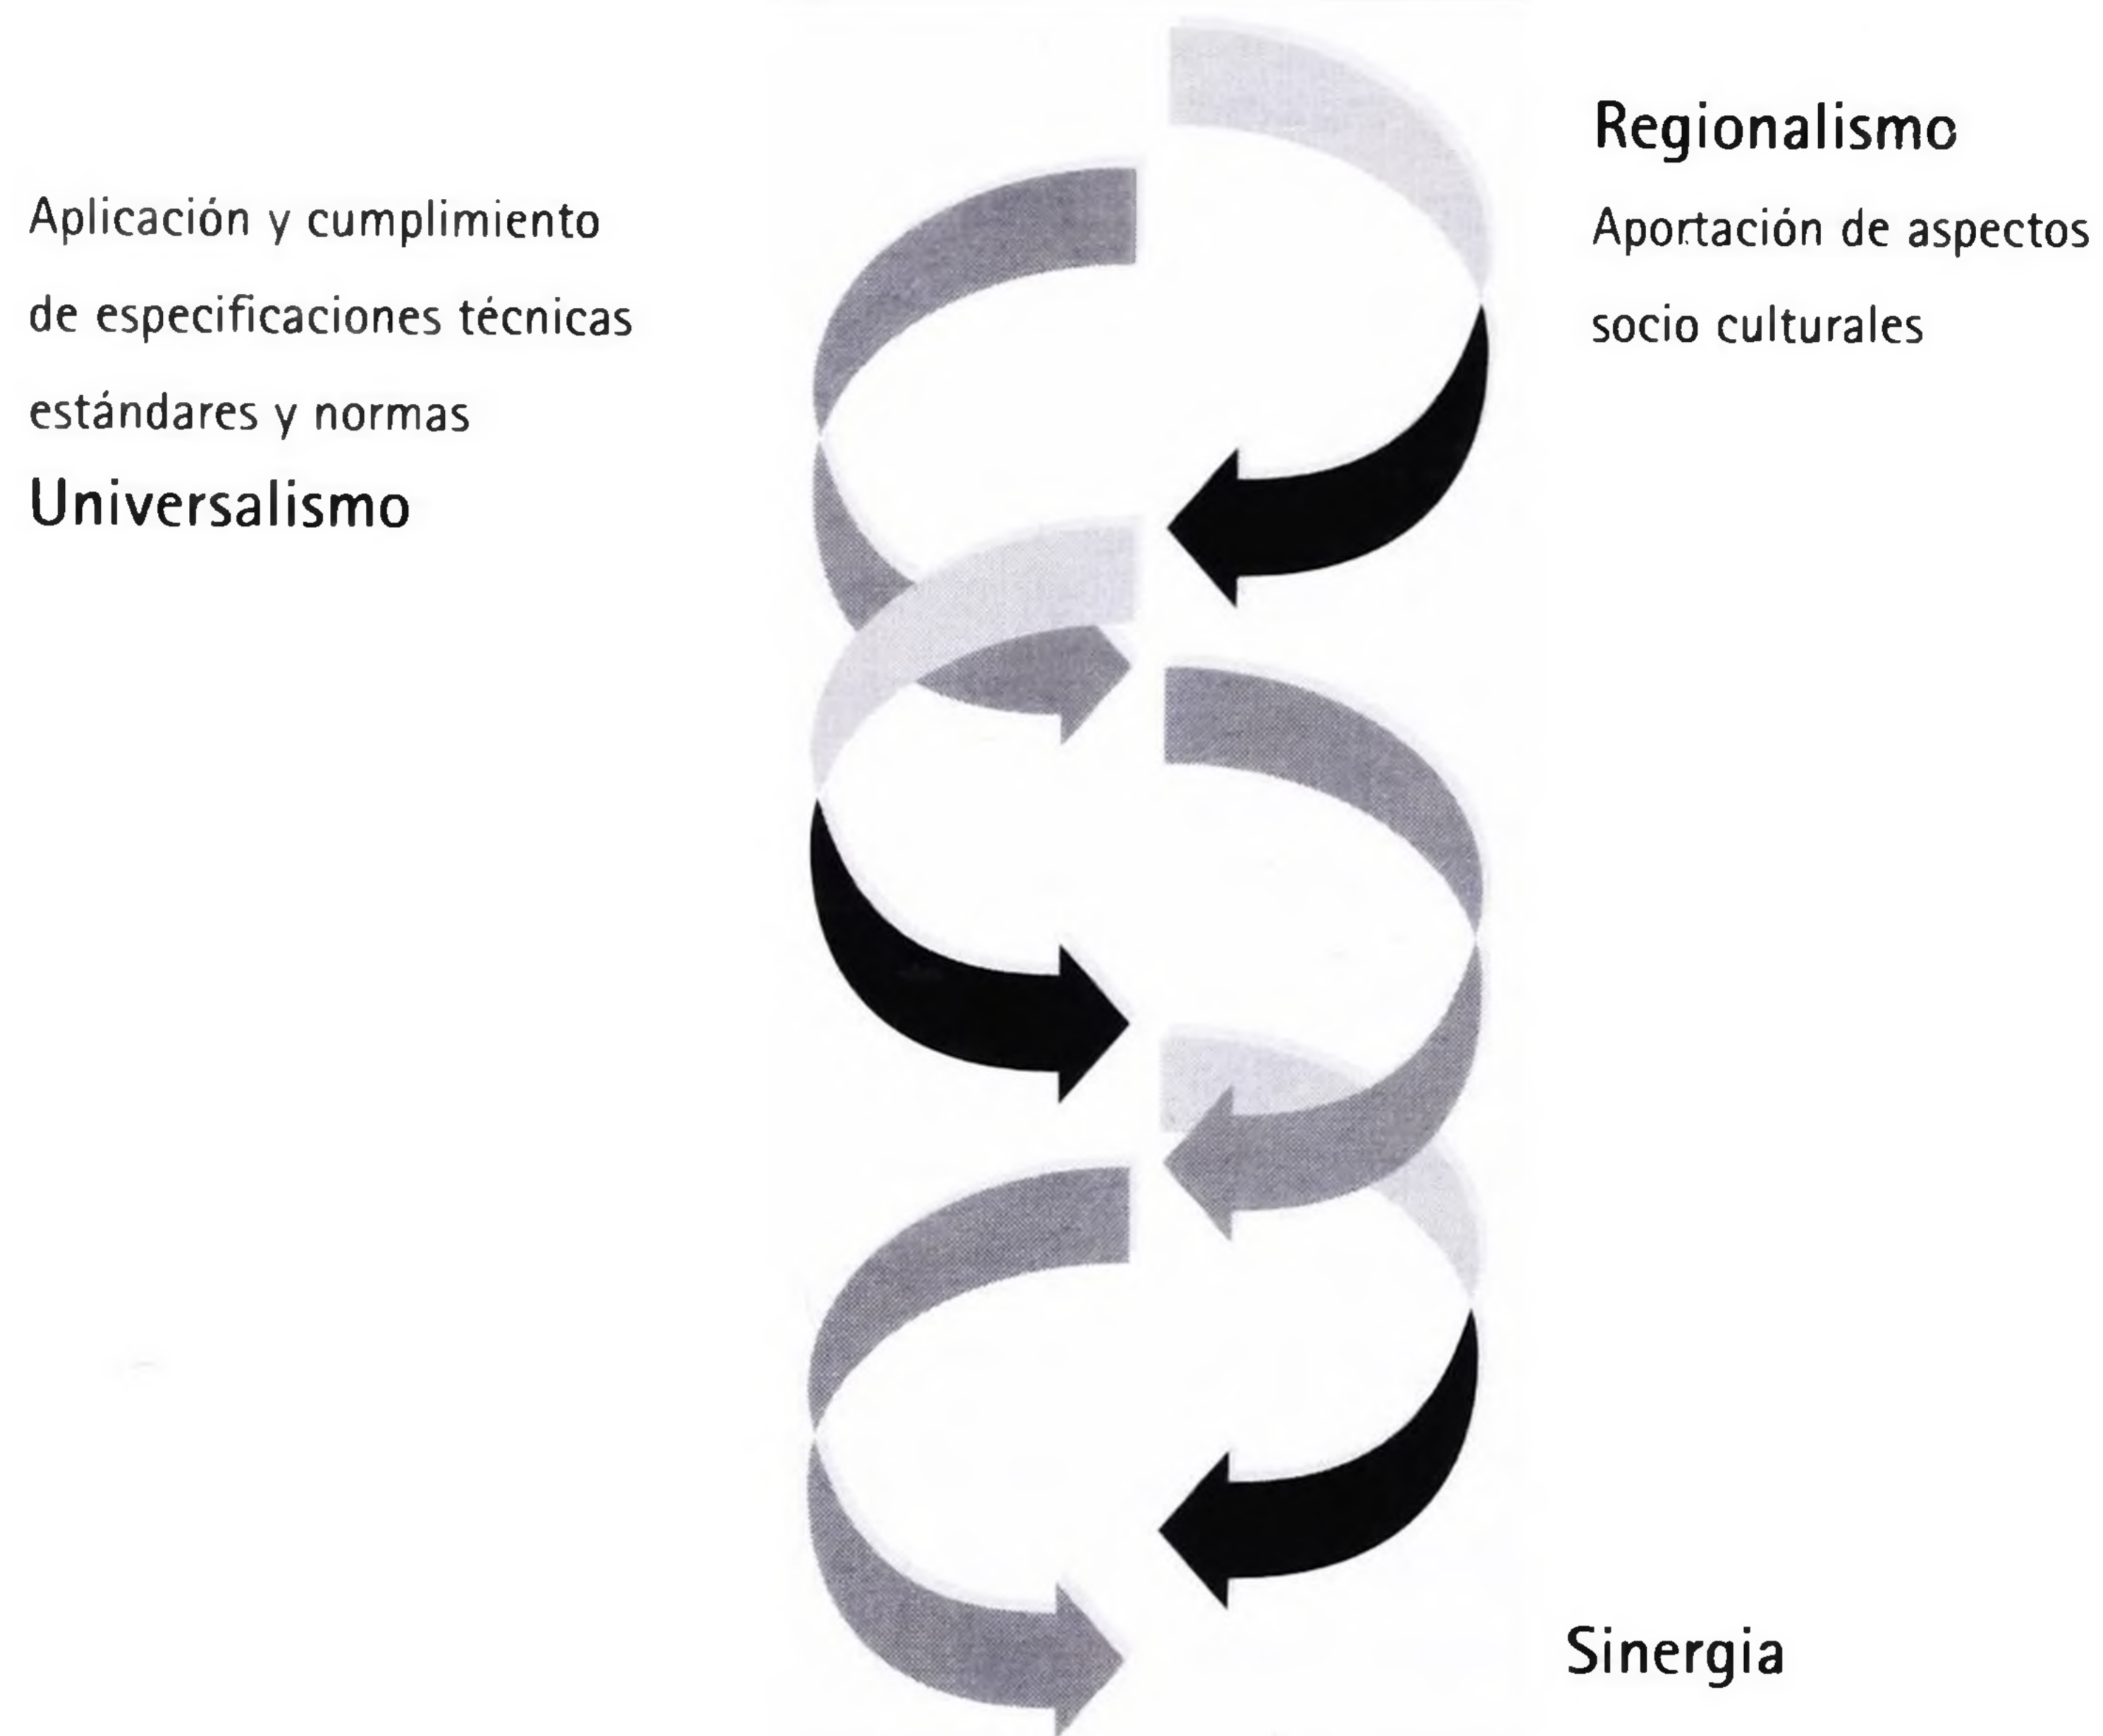 Regionalismo
Aportación de aspectos
socio culturales
Aplicación y cumplimiento
de especificaciones técnicas
estándares y normas
Universalismo
Sinergia